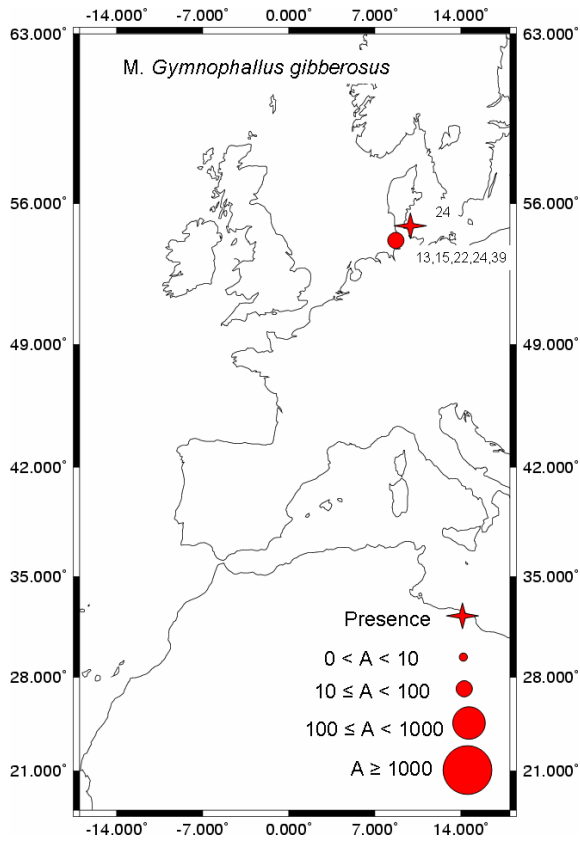 -14.000˚ -7.000˚ 0.000˚ 7.000˚ 14.000˚
63.000˚ 63.000˚
M. Gymnophallus gibberosus
56.000˚ 56.000˚
24
13,15,22,24,39
49.000˚ 49.000˚
42.000˚ 42.000˚
35.000˚ 35.000˚
Presence
0 < A < 10
28.000˚ 28.000˚
10 ≤ A < 100
100 ≤ A < 1000
A ≥ 1000
21.000˚ 21.000˚
-14.000˚ -7.000˚ 0.000˚ 7.000˚ 14.000˚